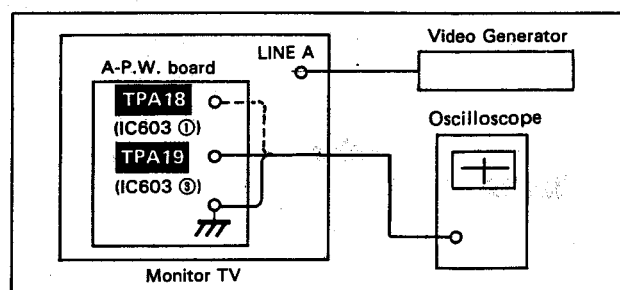 Video Generator
LINE A
A-P.W. board
TPA18
(IC603 ①)
Oscilloscope
TPA19
(IC603 ③)
Monitor TV